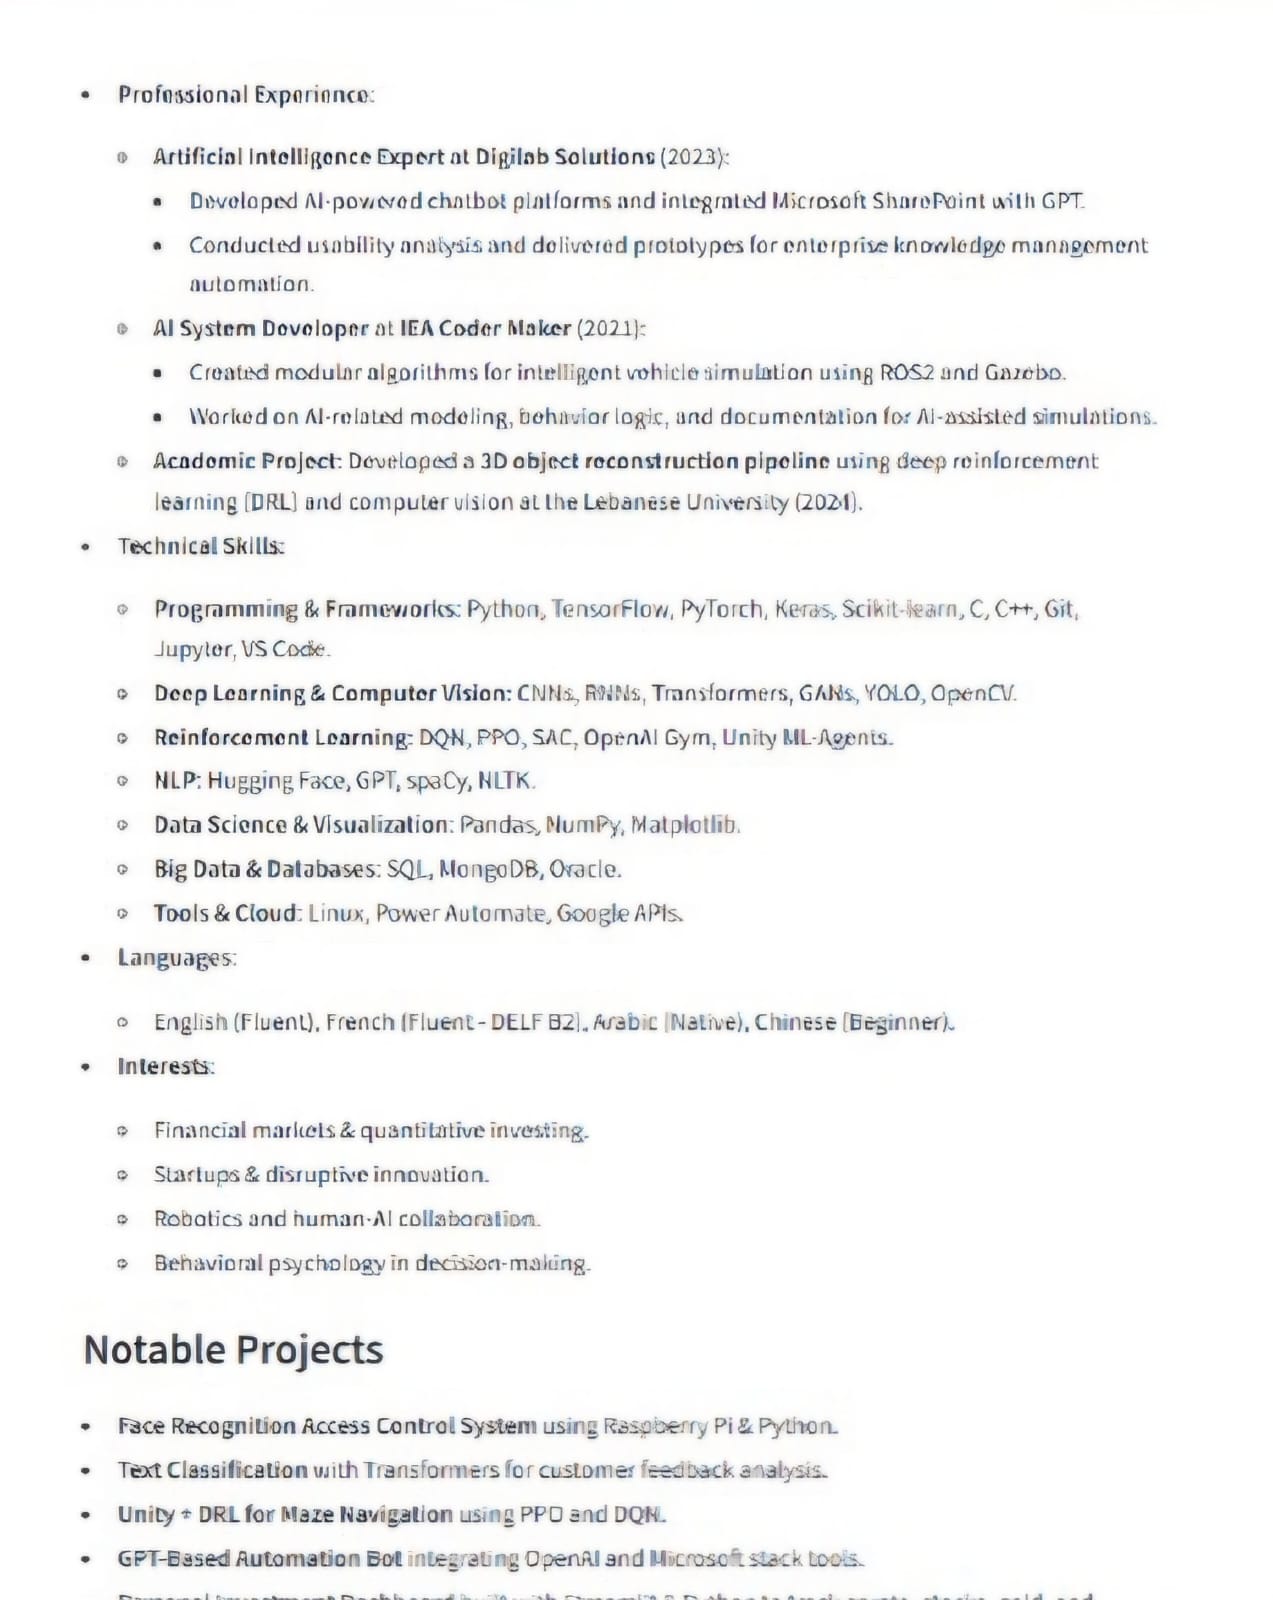 Professional Experience:
Artificial Intelligence Expert at Digilab Solutions (2023):
Developed AI-powered chatbot platforms and integrated Microsoft SharePoint with GPT.
Conducted usability analysis and delivered prototypes for enterprise knowledge management
automation.
AI System Developer at IEA Coder Maker (2021):
Created modular algorithms for intelligent vehicle simulation using ROS2 and Gazebo.
Worked on AI-related modeling, behavior logic, and documentation for AI-assisted simulations.
Academic Project: Developed a 3D object reconstruction pipeline using deep reinforcement
learning (DRL) and computer vision at the Lebanese University (2024).
Technical Skills:
Programming & Frameworks: Python, TensorFlow, PyTorch, Keras, Scikit-learn, C, C++, Git,
Jupyter, VS Code.
Deep Learning & Computer Vision: CNNs, RNNs, Transformers, GANs, YOLO, OpenCV.
Reinforcement Learning: DQN, PPO, SAC, OpenAI Gym, Unity ML-Agents.
NLP: Hugging Face, GPT, spaCy, NLTK.
Data Science & Visualization: Pandas, NumPy, Matplotlib.
Big Data & Databases: SQL, MongoDB, Oracle.
Tools & Cloud: Linux, Power Automate, Google APIs.
Languages:
English (Fluent), French (Fluent - DELF B2), Arabic (Native), Chinese (Beginner).
Interests:
Financial markets & quantitative investing.
Startups & disruptive innovation.
Robotics and human-AI collaboration.
Behavioral psychology in decision-making.
Notable Projects
Face Recognition Access Control System using Raspberry Pi & Python.
Text Classification with Transformers for customer feedback analysis.
Unity + DRL for Maze Navigation using PPO and DQN.
GPT-Based Automation Bot integrating OpenAI and Microsoft stack tools.